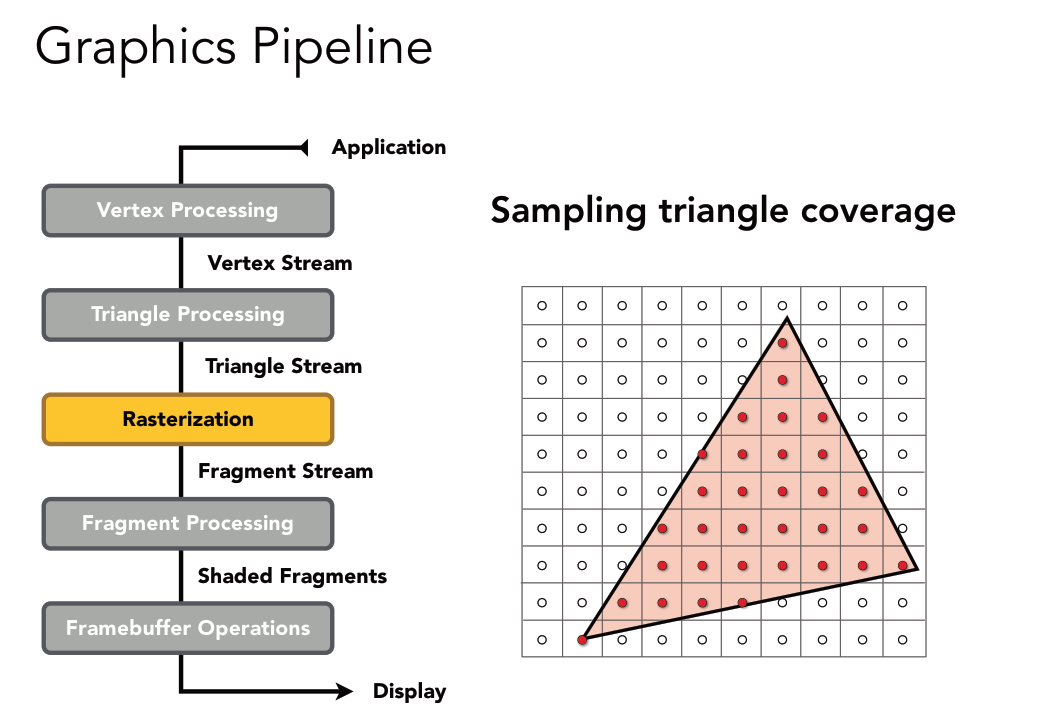 Graphics Pipeline
Application
Vertex Processing
Vertex Stream
Triangle Processing
Triangle Stream
Rasterization
Fragment Stream
Fragment Processing
Shaded Fragments
Framebuffer Operations
Display
Sampling triangle coverage